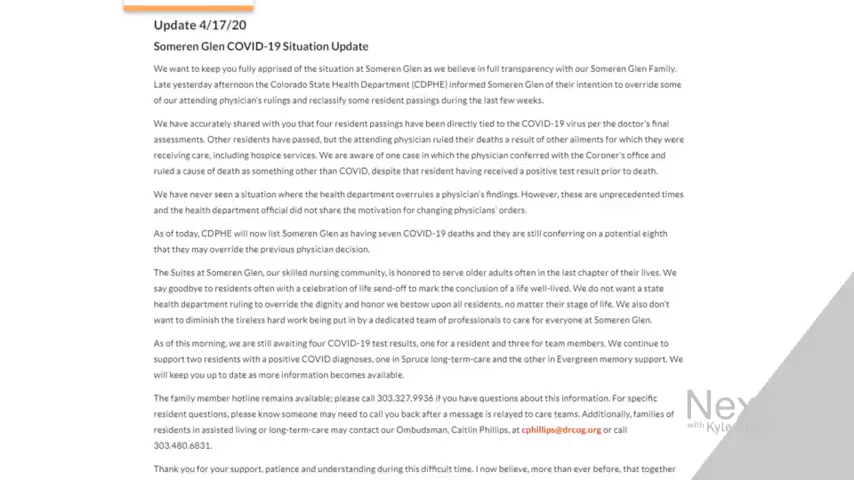 Update 4/17/20
Someren Glen COVID-19 Situation Update
We want to keep you fully apprised of the situation at Someren Glen as we believe in full transparency with our Someren Glen Family.
Late yesterday afternoon the Colorado State Health Department (CDPHE) informed Someren Glen of their intention to override some
of our attending physician's rulings and reclassify some resident passings during the last few weeks.
We have accurately shared with you that four resident passings have been directly tied to the COVID-19 virus per the doctor's final
assessments. Other residents have passed, but the attending physician ruled their deaths a result of other ailments for which they were
receiving care, including hospice services. We are aware of one case in which the physician conferred with the Coroner's office and
ruled a cause of death as something other than COVID, despite that resident having received a positive test result prior to death.
We have never seen a situation where the health department overrules a physician's findings. However, these are unprecedented times
and the health department official did not share the motivation for changing physicians' orders.
As of today, CDPHE will now list Someren Glen as having seven COVID-19 deaths and they are still conferring on a potential eighth
that they may override the previous physician decision.
The Suites at Someren Glen, our skilled nursing community, is honored to serve older adults often in the last chapter of their lives. We
say goodbye to residents often with a celebration of life send-off to mark the conclusion of a life well-lived. We do not want a state
health department ruling to override the dignity and honor we bestow upon all residents, no matter their stage of life. We also don't
want to diminish the tireless hard work being put in by a dedicated team of professionals to care for everyone at Someren Glen.
As of this morning, we are still awaiting four COVID-19 test results, one for a resident and three for team members. We continue to
support two residents with a positive COVID diagnoses, one in Spruce long-term-care and the other in Evergreen memory support. We
will keep you up to date as more information becomes available.
The family member hotline remains available; please call 303.327.9936 if you have questions about this information. For specific
resident questions, please know someone may need to call you back after a message is relayed to care teams. Additionally, families of
residents in assisted living or long-term-care may contact our Ombudsman, Caitlin Phillips, at cphillips@drcog.org or call
303.480.6831.
Thank you for your support, patience and understanding during this difficult time. I now believe, more than ever before, that together
Next
with Kyle